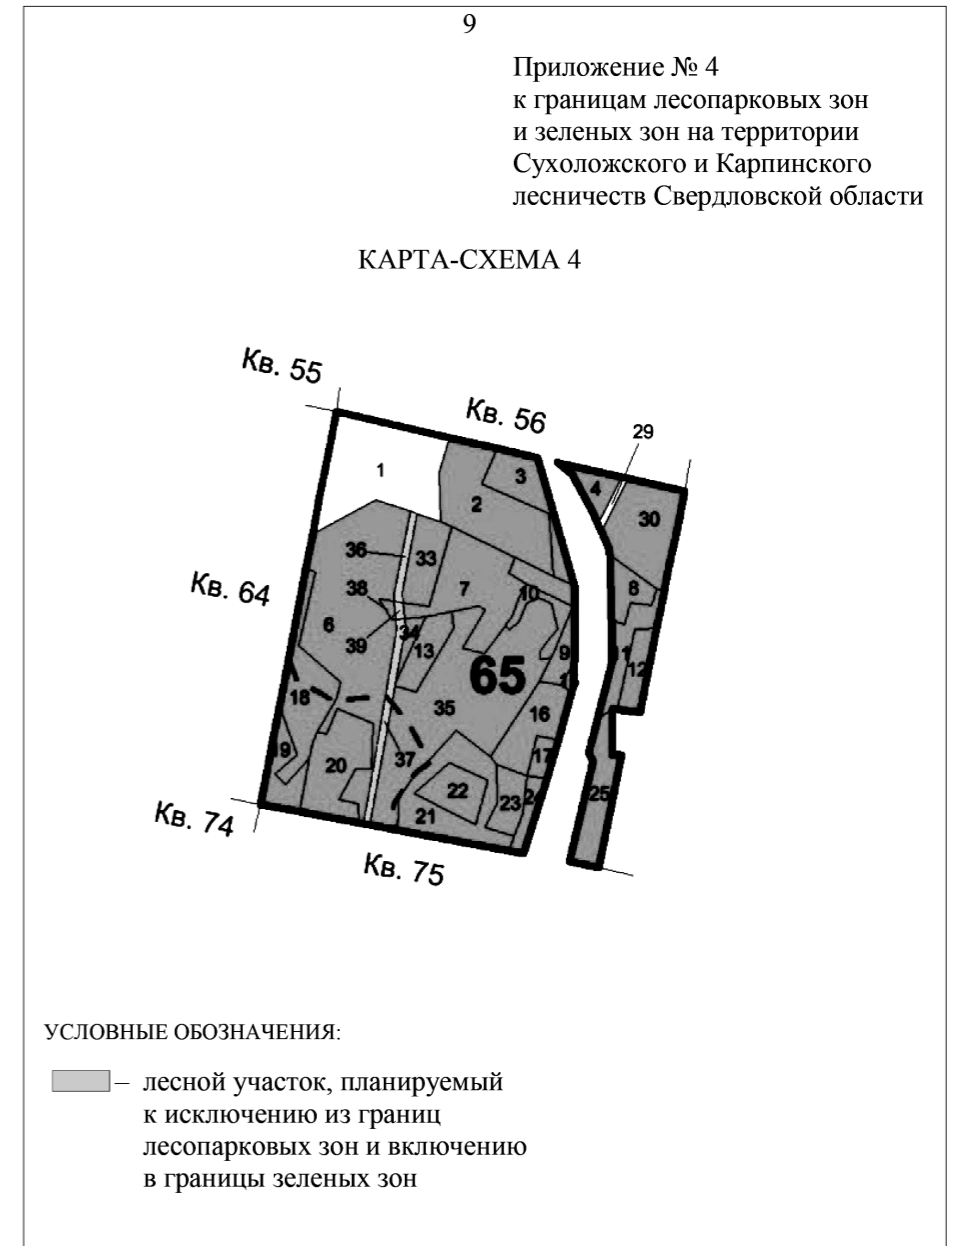 9
Приложение № 4
к границам лесопарковых зон
и зеленых зон на территории
Сухоложского и Карпинского
лесничеств Свердловской области
КАРТА-СХЕМА 4
Кв. 55
Кв. 56
29
1
3
4
2
30
36
33
Кв. 64
38
7
10
8
6
39
34
13
9
65
11
12
18
35
16
19
20
37
17
22
23
24
25
21
Кв. 74
Кв. 75
УСЛОВНЫЕ ОБОЗНАЧЕНИЯ:
– лесной участок, планируемый
к исключению из границ
лесопарковых зон и включению
в границы зеленых зон